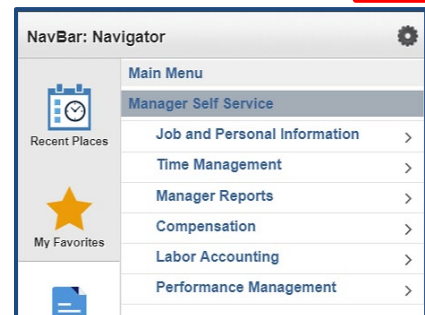 NavBar: Navigator
Main Menu
Manager Self Service
Recent Places
Job and Personal Information
Time Management
Manager Reports
My Favorites
Compensation
Labor Accounting
Performance Management